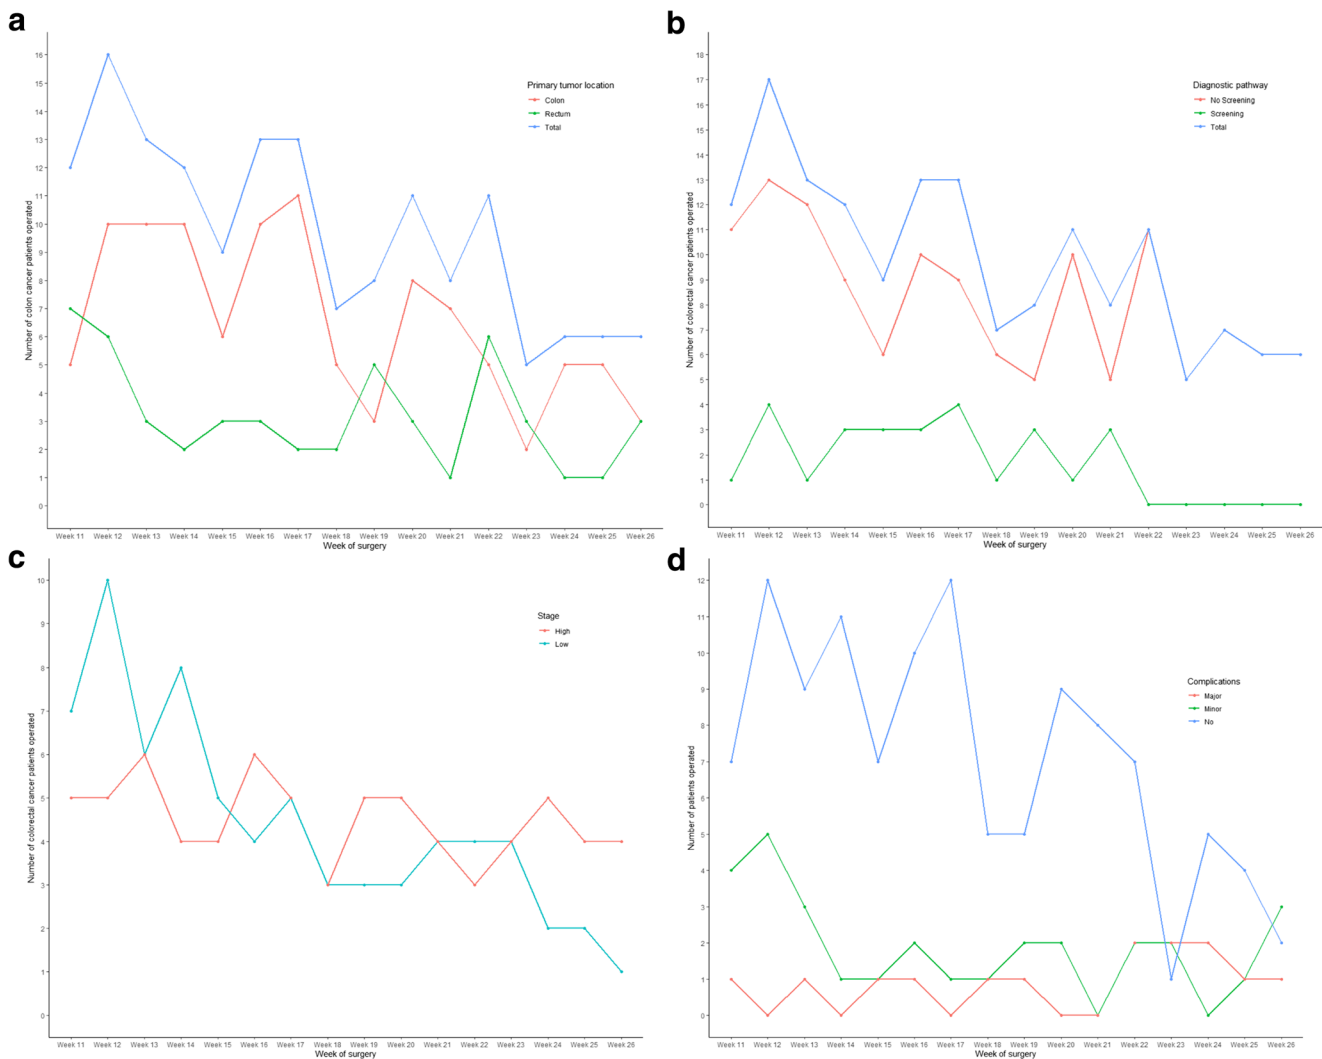 a
Number of colon cancer patients operated
16
15
14
13
12
11
10
9
8
7
6
5
4
3
2
1
0
Primary tumor location
Colon
Rectum
Total
Week 11 Week 12 Week 13 Week 14 Week 15 Week 16 Week 17 Week 18 Week 19 Week 20 Week 21 Week 22 Week 23 Week 24 Week 25 Week 26
Week of surgery
b
Number of colorectal cancer patients operated
18
17
16
15
14
13
12
11
10
9
8
7
6
5
4
3
2
1
0
Diagnostic pathway
No Screening
Screening
Total
Week 11 Week 12 Week 13 Week 14 Week 15 Week 16 Week 17 Week 18 Week 19 Week 20 Week 21 Week 22 Week 23 Week 24 Week 25 Week 26
Week of surgery
c
Number of colorectal cancer patients operated
10
9
8
7
6
5
4
3
2
1
0
Stage
High
Low
Week 11 Week 12 Week 13 Week 14 Week 15 Week 16 Week 17 Week 18 Week 19 Week 20 Week 21 Week 22 Week 23 Week 24 Week 25 Week 26
Week of surgery
d
Number of patients operated
12
11
10
9
8
7
6
5
4
3
2
1
0
Complications
Major
Minor
No
Week 11 Week 12 Week 13 Week 14 Week 15 Week 16 Week 17 Week 18 Week 19 Week 20 Week 21 Week 22 Week 23 Week 24 Week 25 Week 26
Week of surgery